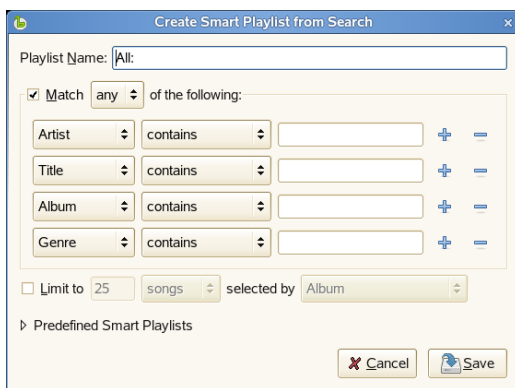 Create Smart Playlist from Search
Playlist Name: All:
Match any of the following:
Artist contains
Title contains
Album contains
Genre contains
Limit to 25 songs selected by Album
Predefined Smart Playlists
Cancel Save